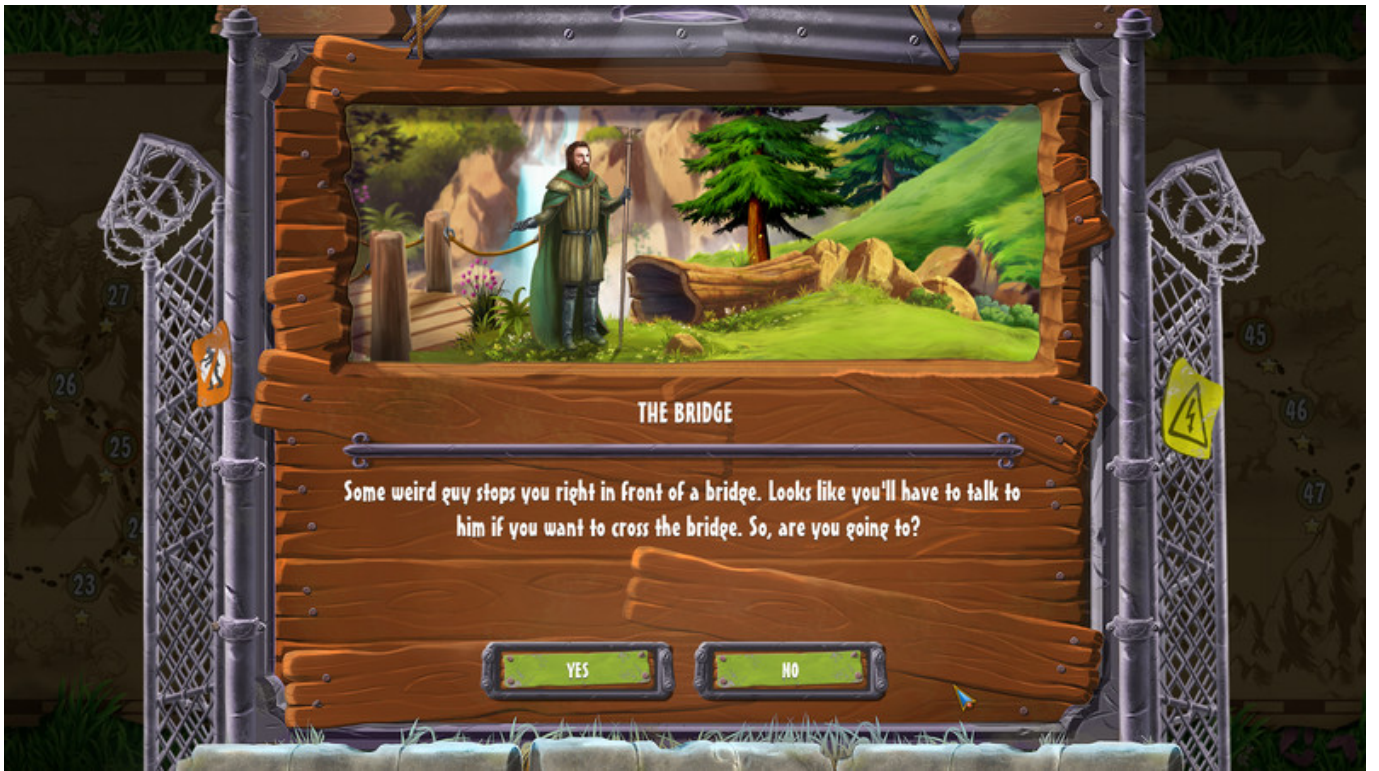 THE BRIDGE
Some weird guy stops you right in front of a bridge. Looks like you'll have to talk to
him if you want to cross the bridge. So, are you going to?
YES
NO
27
26
25
23
45
46
47